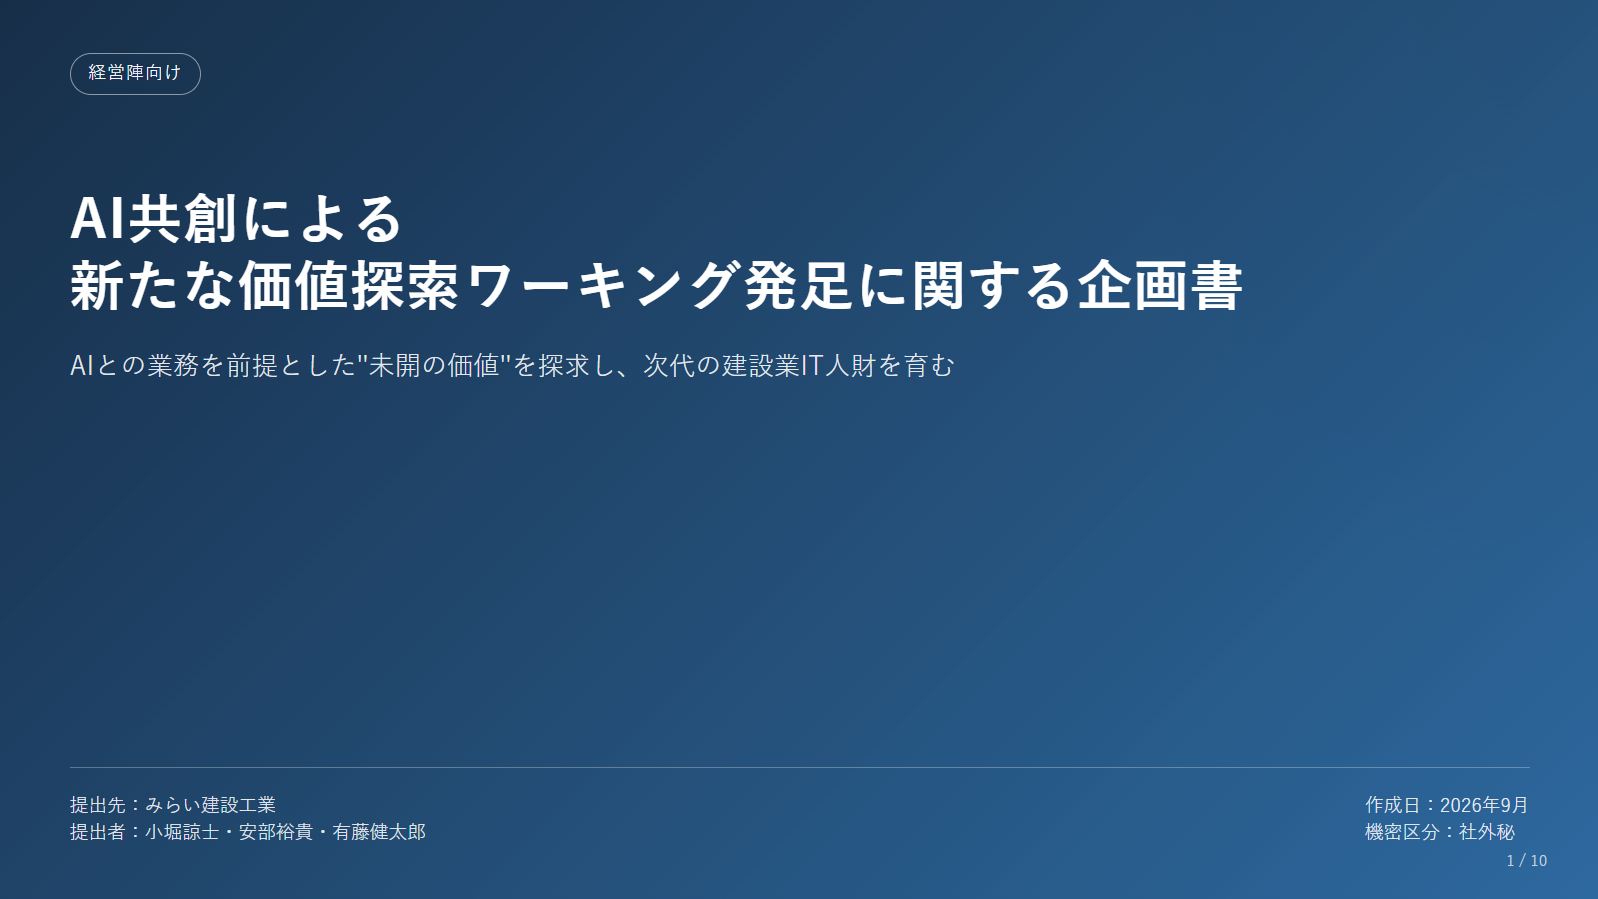 経営陣向け
AI共創による
新たな価値探索ワーキング発足に関する企画書
AIとの業務を前提とした"未開の価値"を探求し、次代の建設業IT人財を育む
提出先：みらい建設工業
提出者：小堀諒士・安部裕貴・有藤健太郎
作成日：2026年9月
機密区分：社外秘
1 / 10